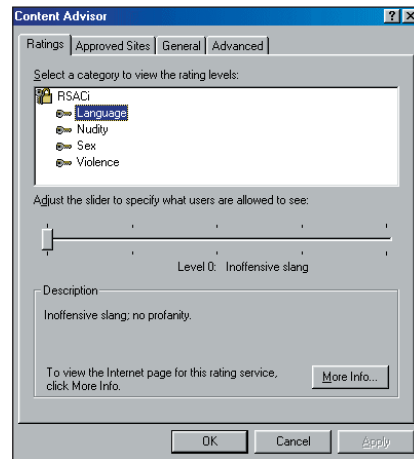 Content Advisor
Ratings Approved Sites General Advanced
Select a category to view the rating levels:
RSACi
Language
Nudity
Sex
Violence
Adjust the slider to specify what users are allowed to see:
Level 0: Inoffensive slang
Description
Inoffensive slang; no profanity.
To view the Internet page for this rating service,
click More Info.
More Info...
OK Cancel Apply